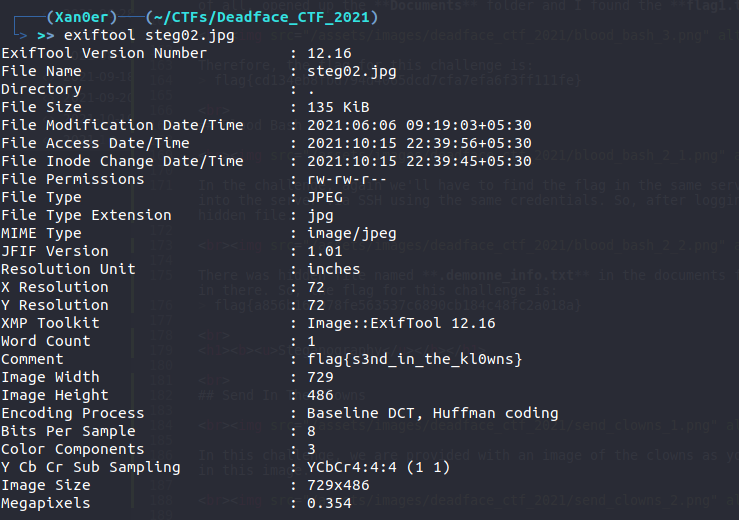 (Xan0er)-(~/CTFs/Deadface_CTF_2021)
>> exiftool steg02.jpg
ExifTool Version Number : 12.16
File Name : steg02.jpg
Directory : .
File Size : 135 KiB
File Modification Date/Time : 2021:06:06 09:19:03+05:30
File Access Date/Time : 2021:10:15 22:39:56+05:30
File Inode Change Date/Time : 2021:10:15 22:39:45+05:30
File Permissions : rw-rw-r--
File Type : JPEG
File Type Extension : jpg
MIME Type : image/jpeg
JFIF Version : 1.01
Resolution Unit : inches
X Resolution : 72
Y Resolution : 72
XMP Toolkit : Image::ExifTool 12.16
Word Count : 1
Comment : flag{s3nd_in_the_kl0wns}
Image Width : 729
Image Height : 486
Encoding Process : Baseline DCT, Huffman coding
Bits Per Sample : 8
Color Components : 3
Y Cb Cr Sub Sampling : YCbCr4:4:4 (1 1)
Image Size : 729x486
Megapixels : 0.354